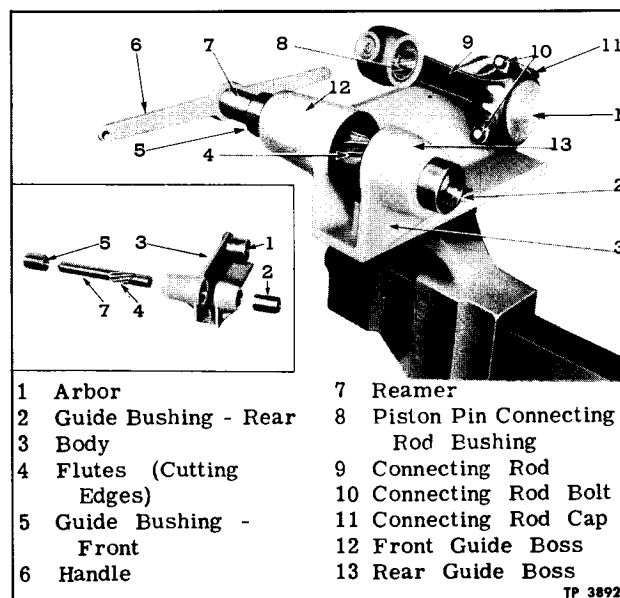 7
8
9
10
11
6
12
1
5
4
13
2
3
5
3
1
2
7
4
1 Arbor
2 Guide Bushing - Rear
3 Body
4 Flutes (Cutting
Edges)
5 Guide Bushing -
Front
6 Handle
7 Reamer
8 Piston Pin Connecting
Rod Bushing
9 Connecting Rod
10 Connecting Rod Bolt
11 Connecting Rod Cap
12 Front Guide Boss
13 Rear Guide Boss
TP 3892